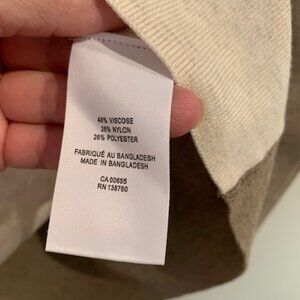 48% VISCOSE
26% NYLON
26% POLYESTER
FABRIQUÉ AU BANGLADESH
MADE IN BANGLADESH
CA 00655
RN 138760